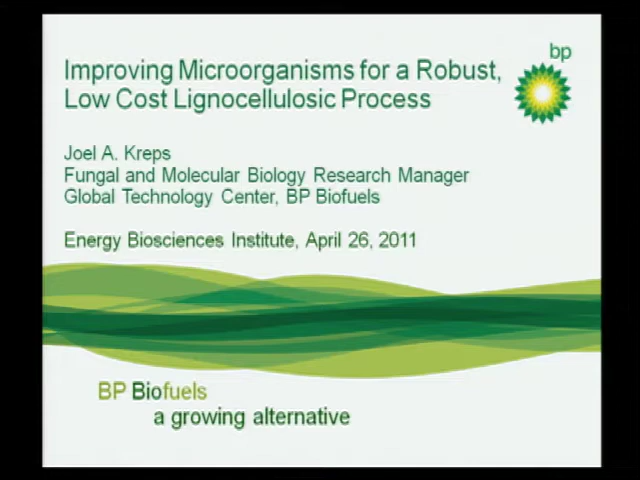 bp
Improving Microorganisms for a Robust,
Low Cost Lignocellulosic Process
Joel A. Kreps
Fungal and Molecular Biology Research Manager
Global Technology Center, BP Biofuels
Energy Biosciences Institute, April 26, 2011
BP Biofuels
a growing alternative